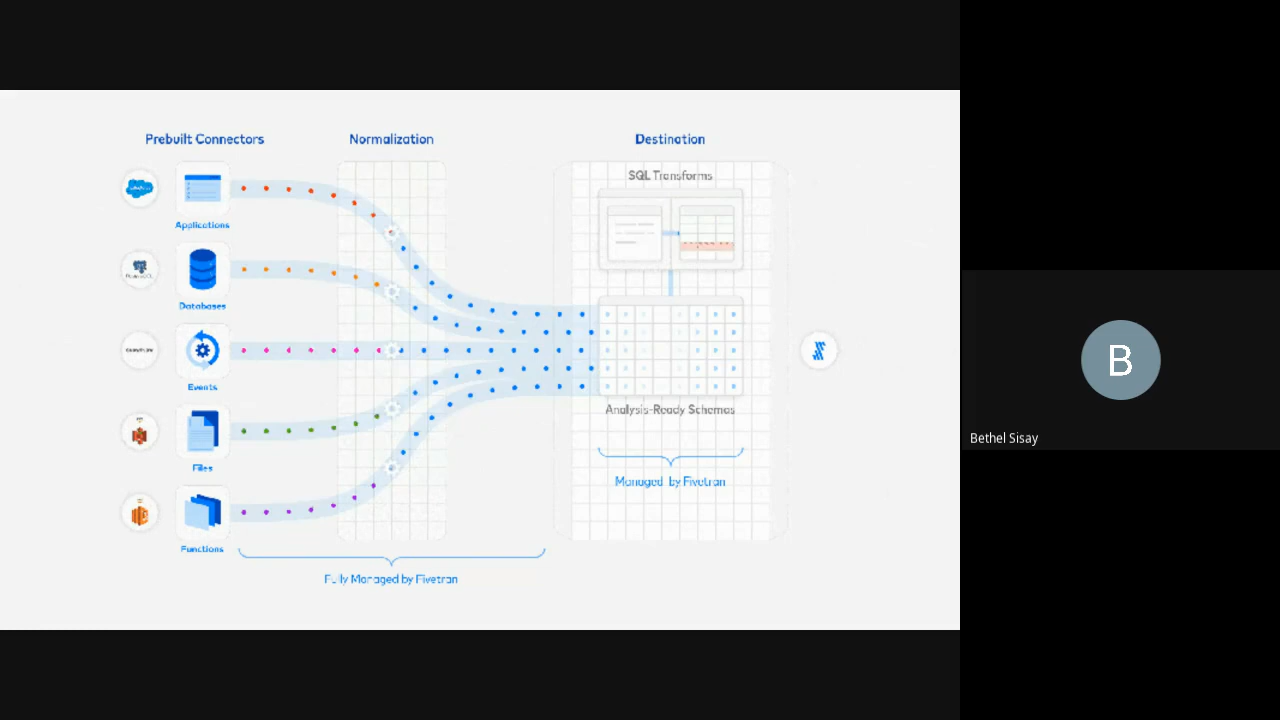 Prebuilt Connectors
Normalization
Destination
SQL Transforms
Applications
Databases
Events
Analysis-Ready Schemas
Files
Managed by Fivetran
Functions
Fully Managed by Fivetran
B
Bethel Sisay